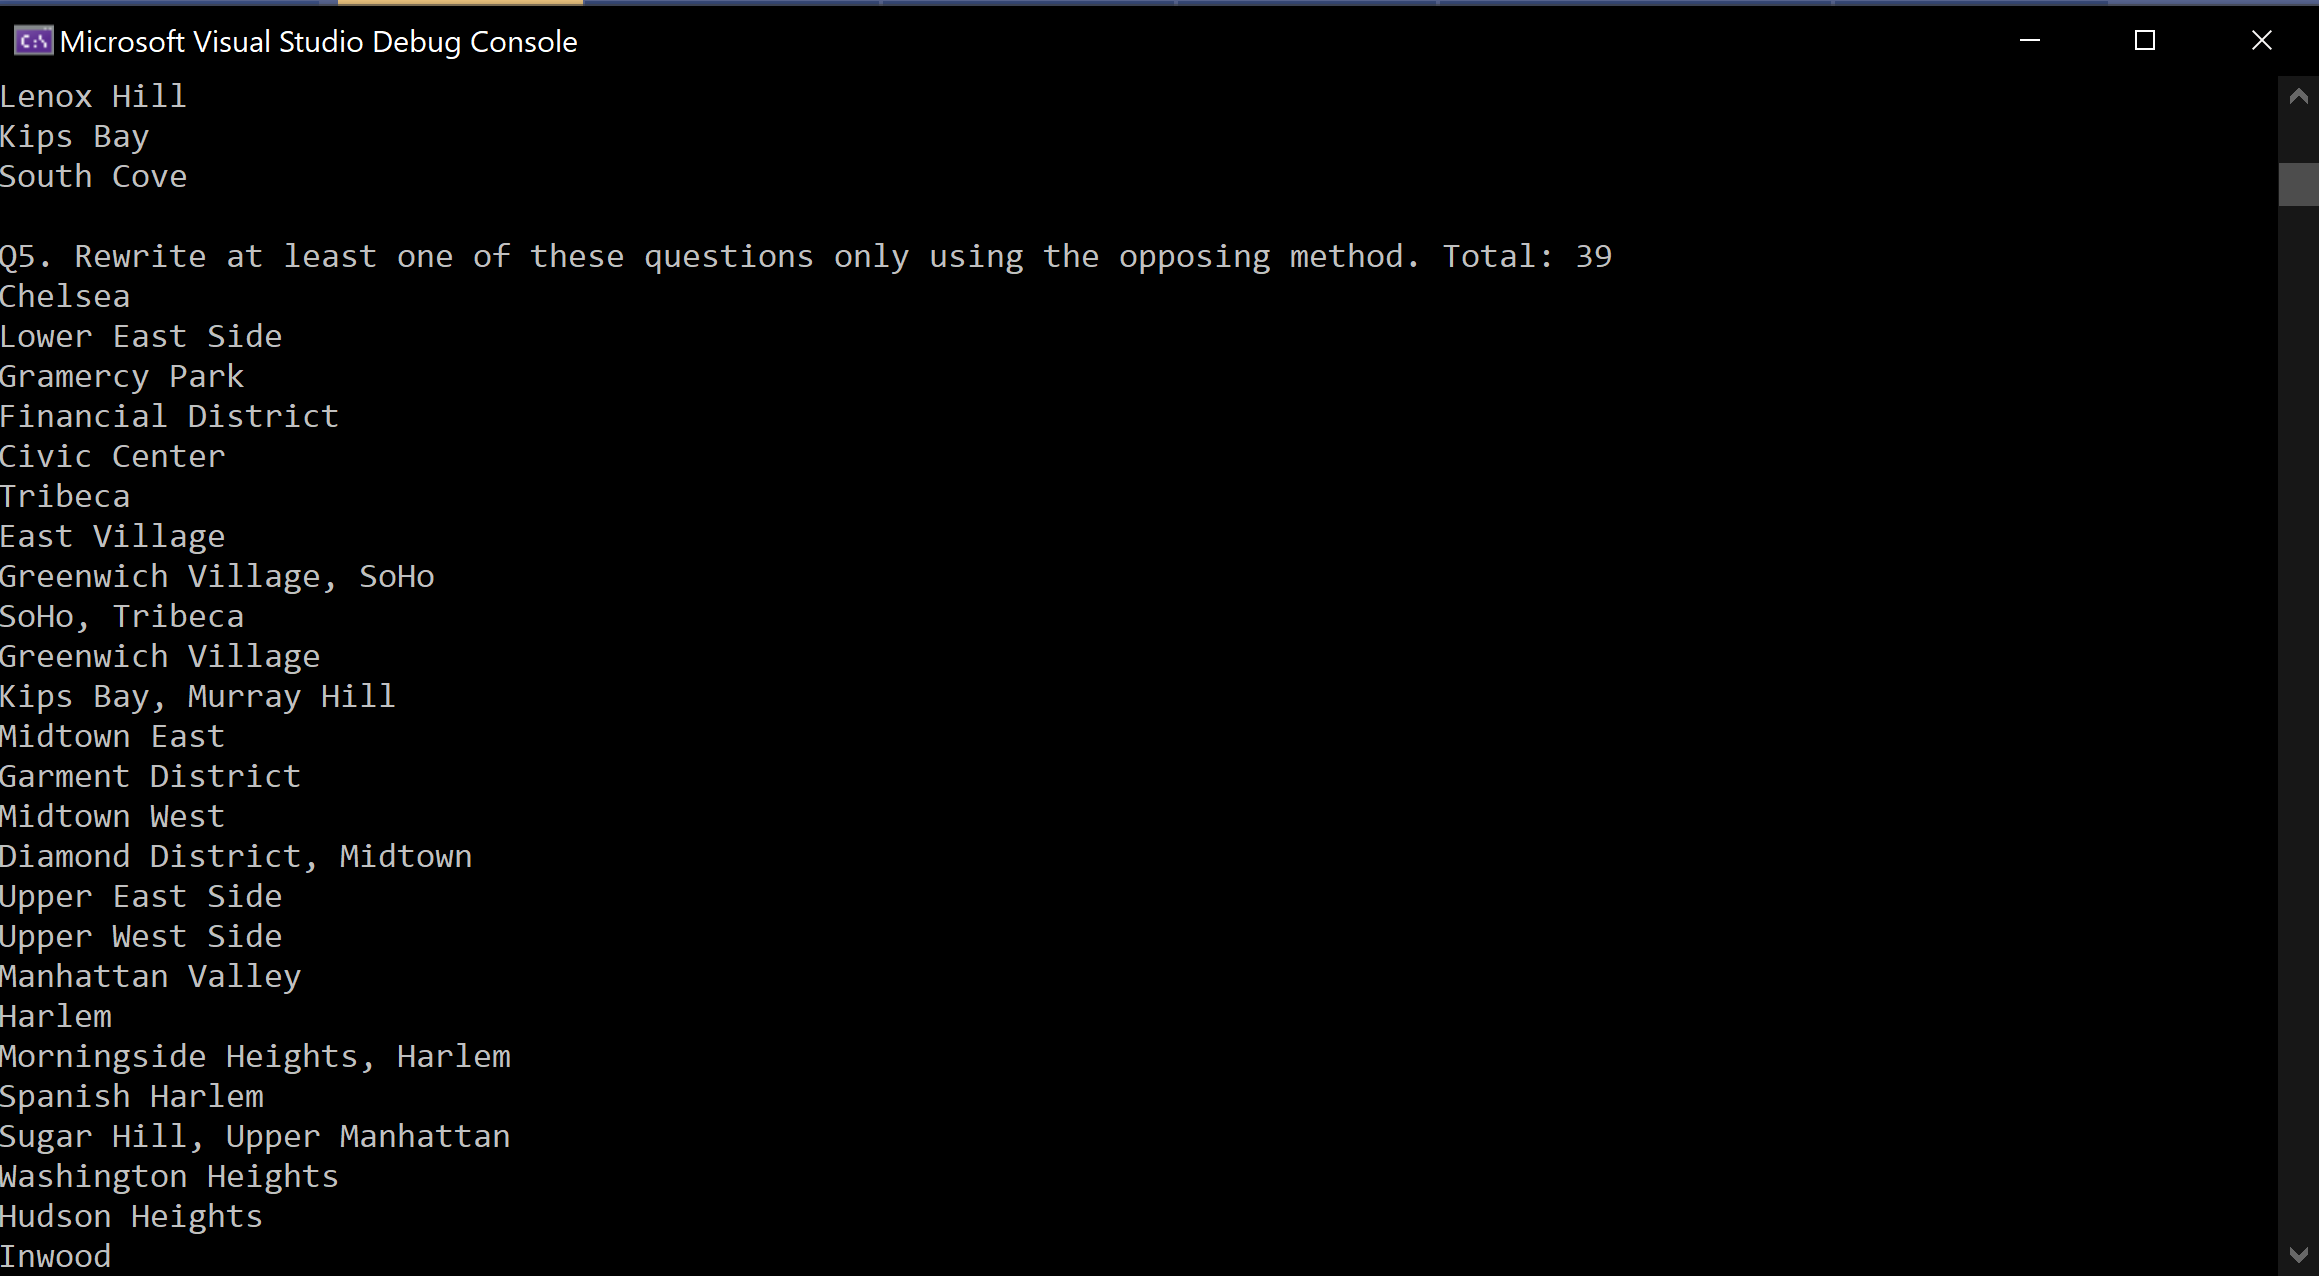 C:\ Microsoft Visual Studio Debug Console
Lenox Hill
Kips Bay
South Cove
Q5. Rewrite at least one of these questions only using the opposing method. Total: 39
Chelsea
Lower East Side
Gramercy Park
Financial District
Civic Center
Tribeca
East Village
Greenwich Village, SoHo
SoHo, Tribeca
Greenwich Village
Kips Bay, Murray Hill
Midtown East
Garment District
Midtown West
Diamond District, Midtown
Upper East Side
Upper West Side
Manhattan Valley
Harlem
Morningside Heights, Harlem
Spanish Harlem
Sugar Hill, Upper Manhattan
Washington Heights
Hudson Heights
Inwood